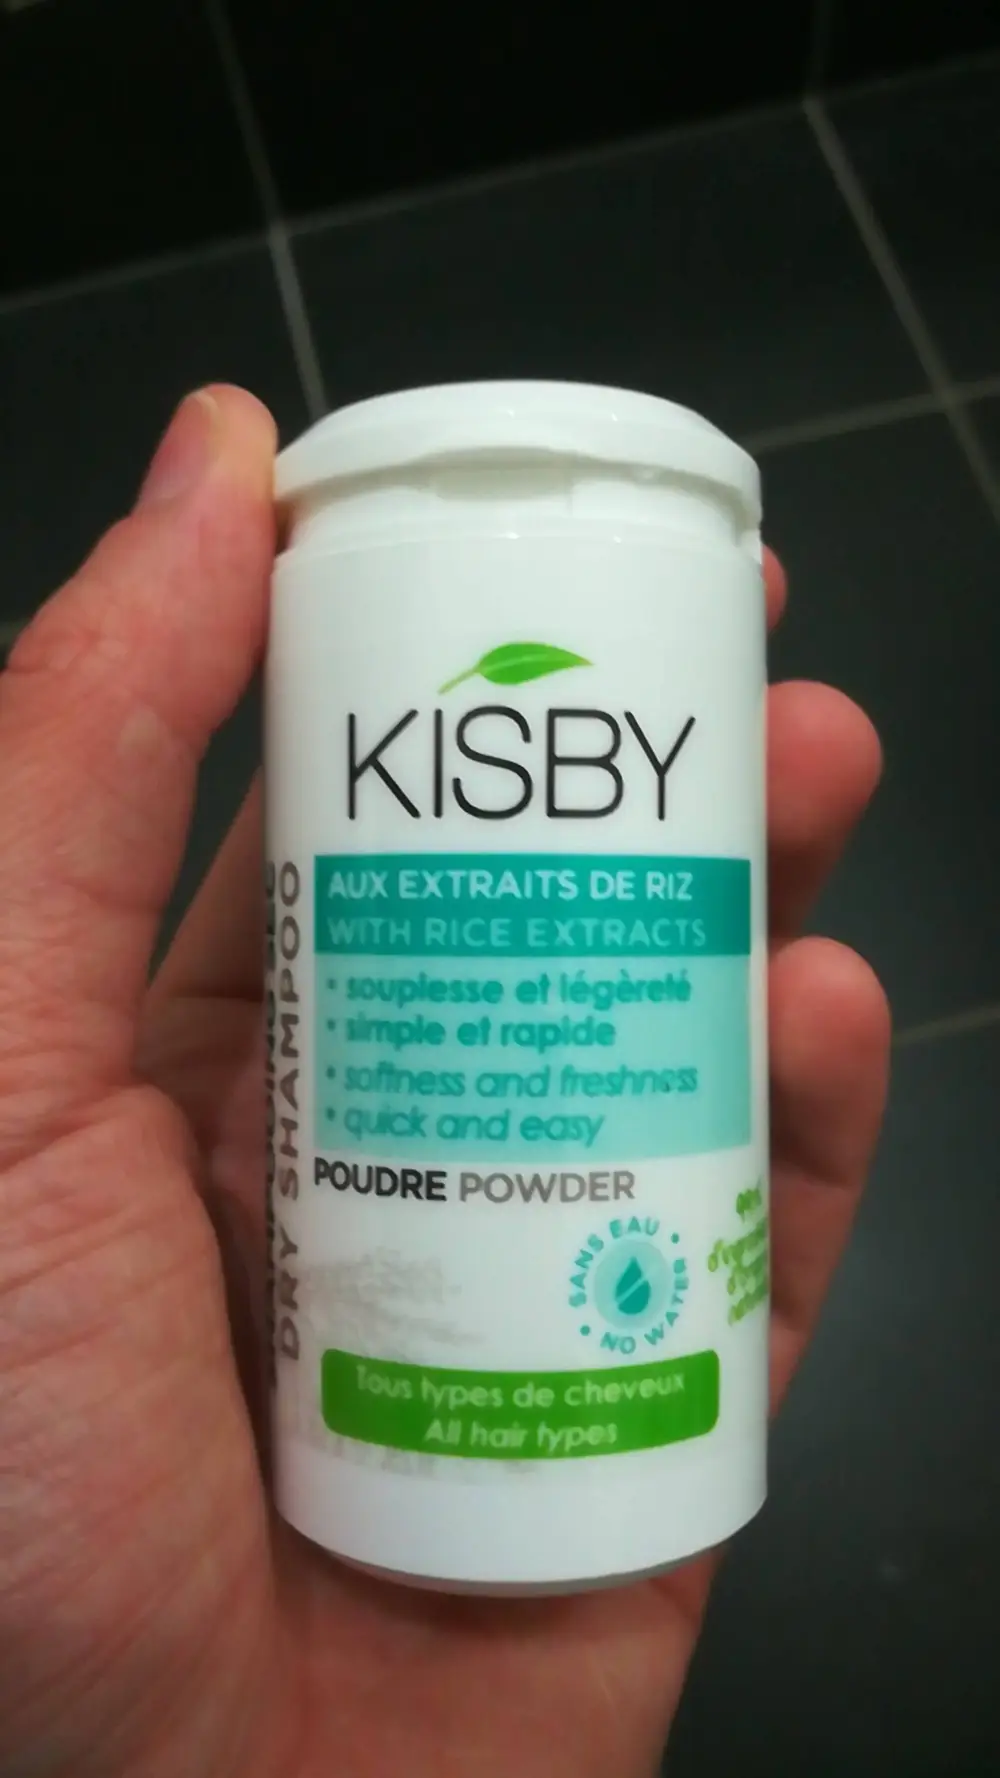 KISBY
AUX EXTRAITS DE RIZ
WITH RICE EXTRACTS
• souplesse et légèreté
• simple et rapide
• softness and freshness
• quick and easy
POUDRE POWDER
DRY SHAMPOO
SANS EAU • NO WATER •
Tous types de cheveux
All hair types